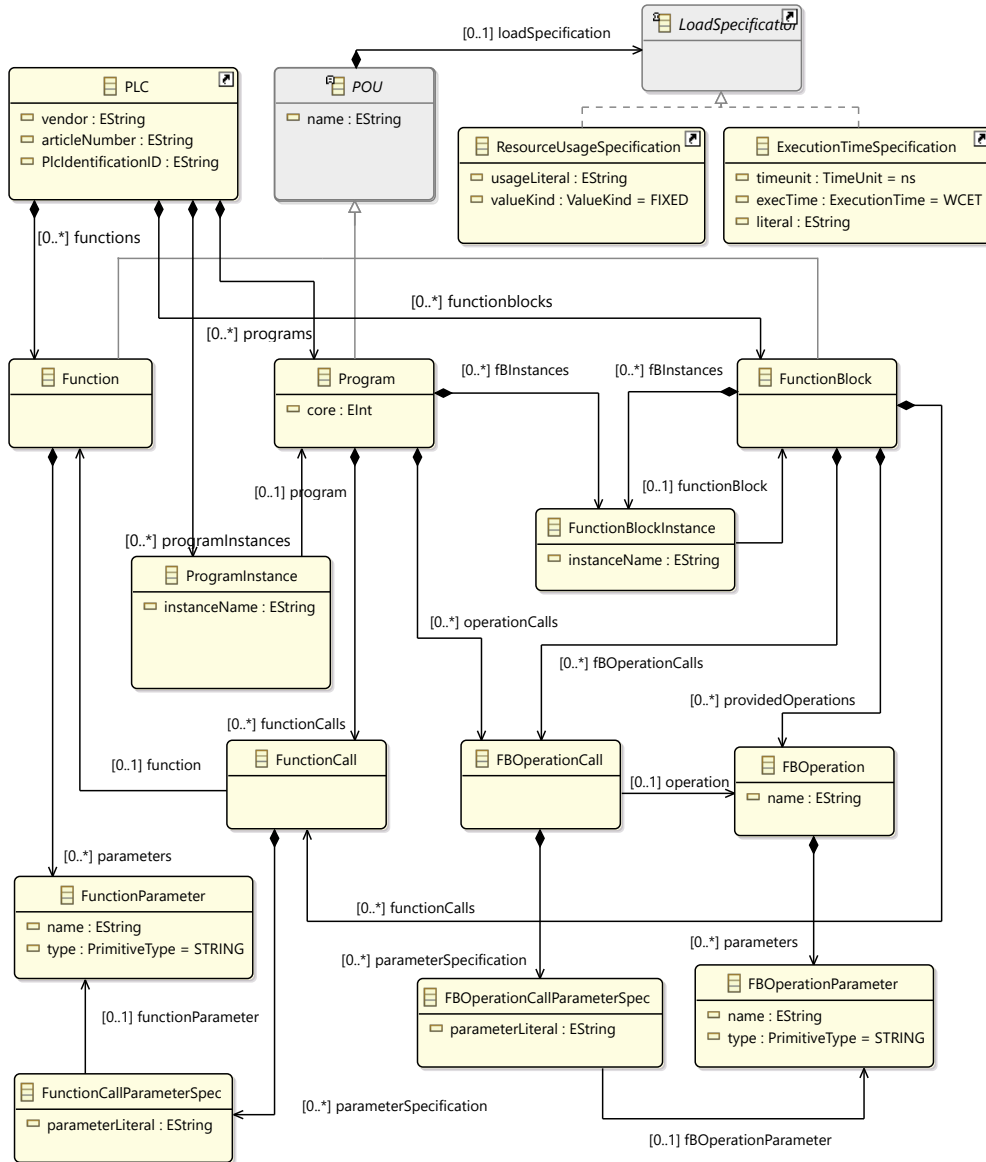 [0..1] loadSpecification
LoadSpecification
PLC
vendor : EString
articleNumber : EString
PlcIdentificationID : EString
POU
name : EString
ResourceUsageSpecification
usageLiteral : EString
valueKind : ValueKind = FIXED
ExecutionTimeSpecification
timeunit : TimeUnit = ns
execTime : ExecutionTime = WCET
literal : EString
[0..*] functions
[0..*] functionblocks
[0..*] programs
Function
Program
core : EInt
[0..*] fBInstances
[0..*] fBInstances
FunctionBlock
[0..1] program
[0..1] functionBlock
FunctionBlockInstance
instanceName : EString
[0..*] programInstances
ProgramInstance
instanceName : EString
[0..*] operationCalls
[0..*] fBOperationCalls
[0..*] providedOperations
[0..*] functionCalls
[0..1] function
FunctionCall
FBOperationCall
[0..1] operation
FBOperation
name : EString
[0..*] parameters
FunctionParameter
name : EString
type : PrimitiveType = STRING
[0..*] functionCalls
[0..*] parameterSpecification
[0..*] parameters
FBOperationCallParameterSpec
parameterLiteral : EString
FBOperationParameter
name : EString
type : PrimitiveType = STRING
[0..1] functionParameter
FunctionCallParameterSpec
parameterLiteral : EString
[0..*] parameterSpecification
[0..1] fBOperationParameter